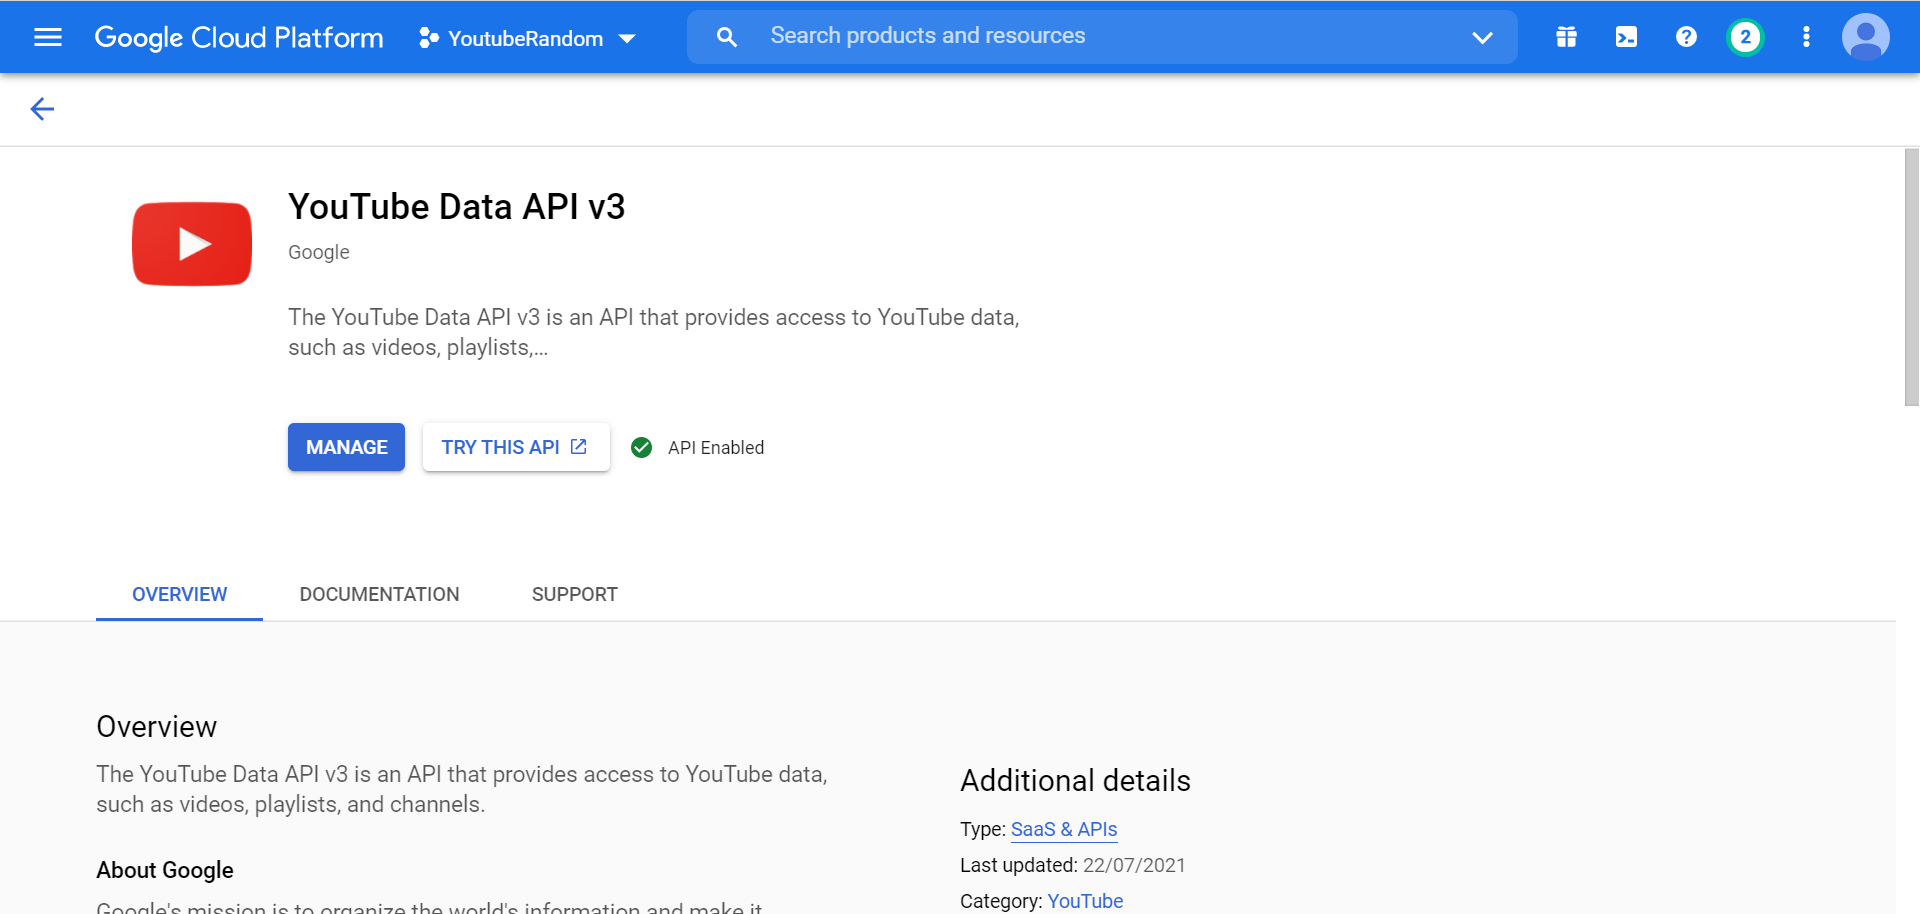 Google Cloud Platform
YoutubeRandom
Search products and resources
?
2
YouTube Data API v3
Google
The YouTube Data API v3 is an API that provides access to YouTube data,
such as videos, playlists,...
MANAGE
TRY THIS API
API Enabled
OVERVIEW
DOCUMENTATION
SUPPORT
Overview
The YouTube Data API v3 is an API that provides access to YouTube data,
such as videos, playlists, and channels.
About Google
Google's mission is to organize the world's information and make it
Additional details
Type: SaaS & APIs
Last updated: 22/07/2021
Category: YouTube